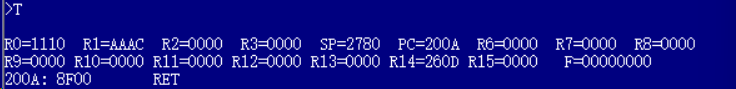 >T
R0=1110 R1=AAAC R2=0000 R3=0000 SP=2780 PC=200A R6=0000 R7=0000 R8=0000
R9=0000 R10=0000 R11=0000 R12=0000 R13=0000 R14=260D R15=0000 F=00000000
200A: 8F00 RET